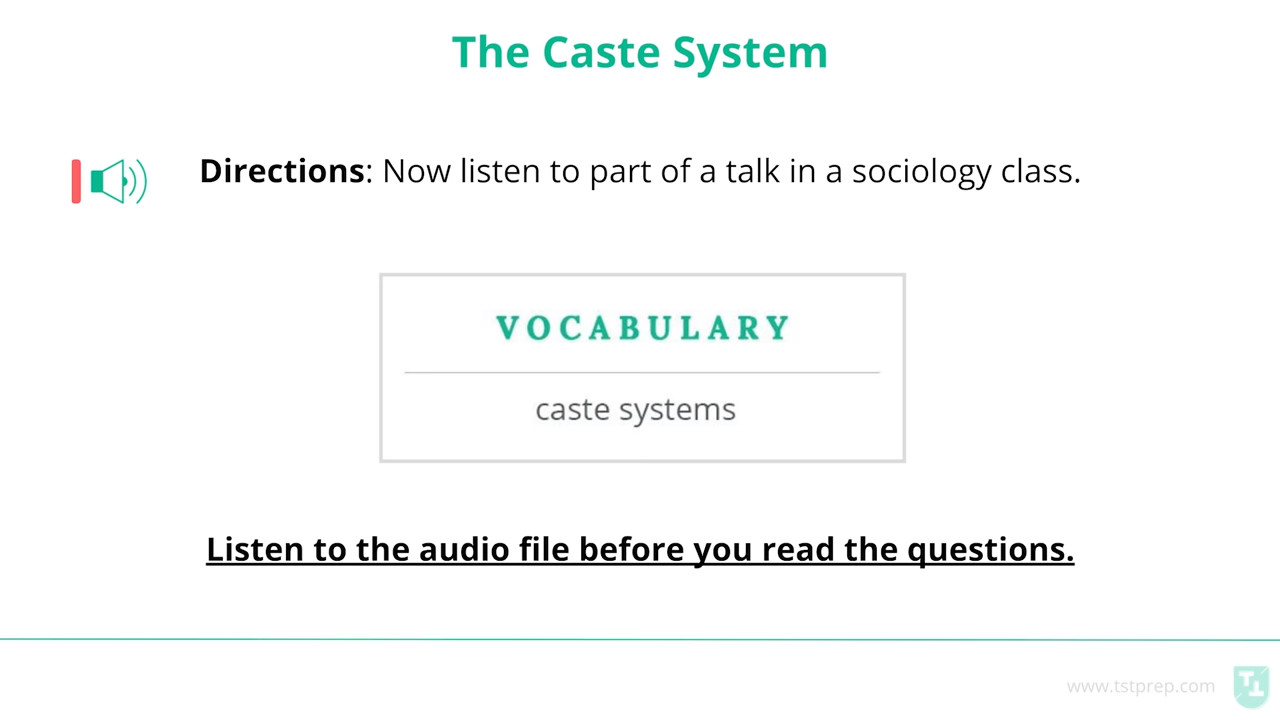 The Caste System
Directions: Now listen to part of a talk in a sociology class.
VOCABULARY
caste systems
Listen to the audio file before you read the questions.
www.tstprep.com